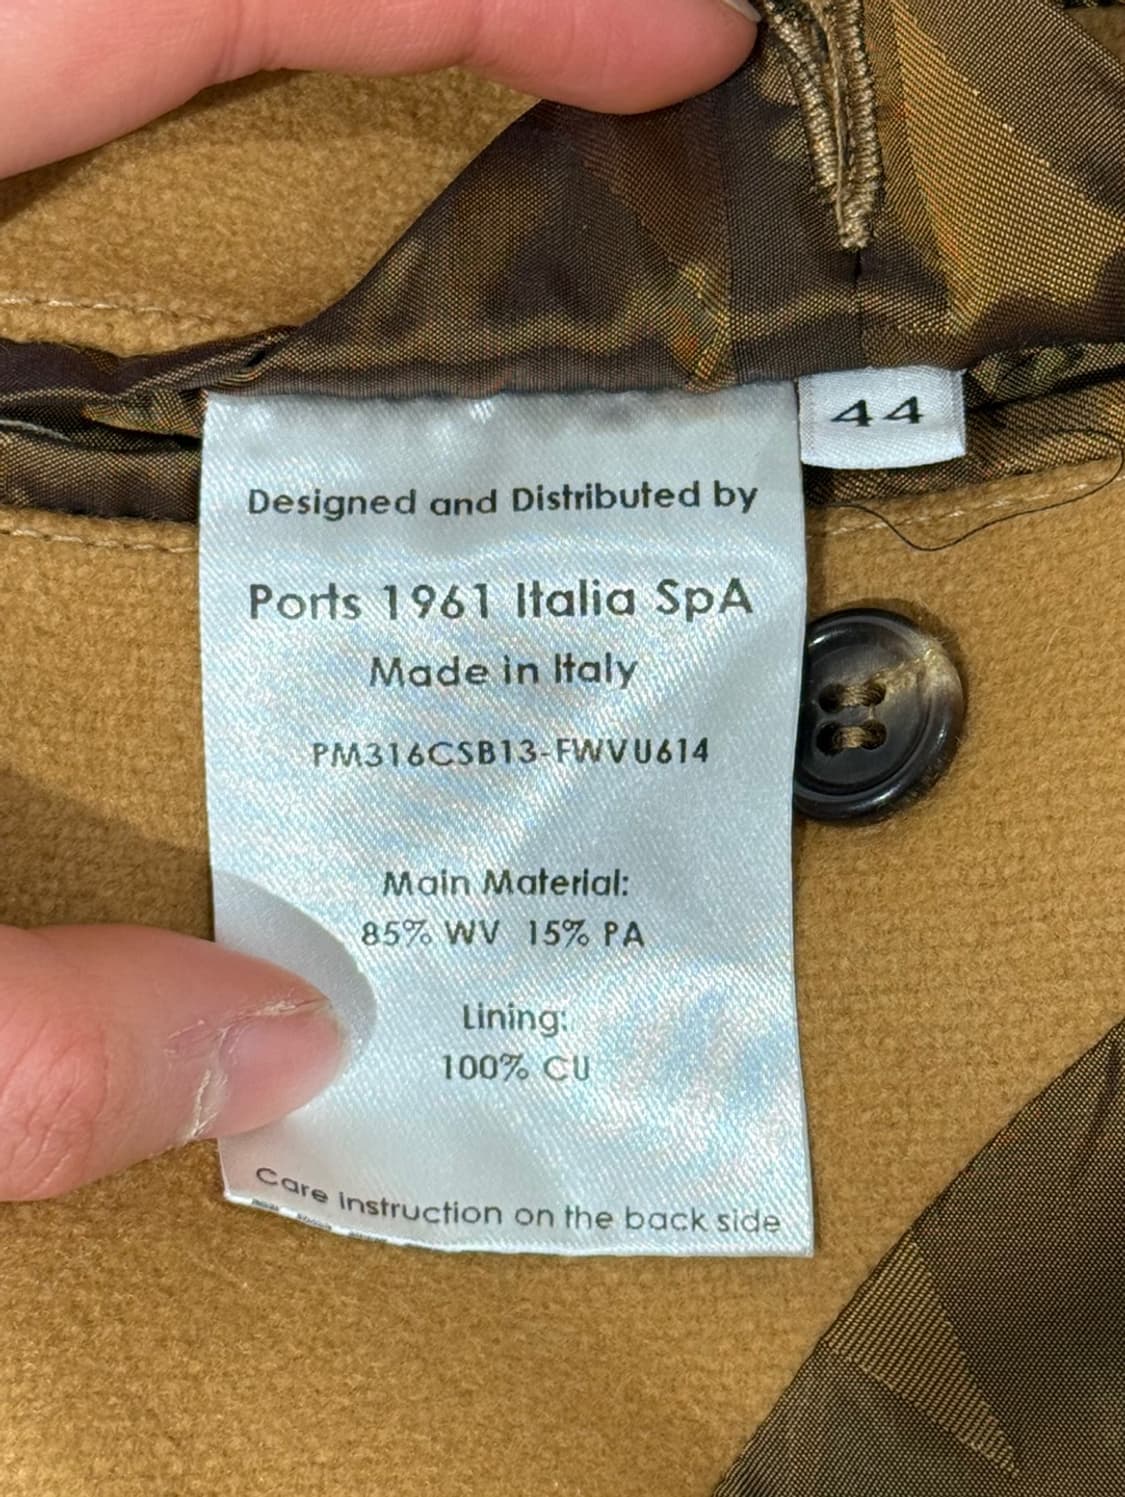 44
Designed and Distributed by
Ports 1961 Italia SpA
Made in Italy
PM316CSB13-FWVU614
Main Material:
85% WV 15% PA
Lining:
100% CU
Care instruction on the back side